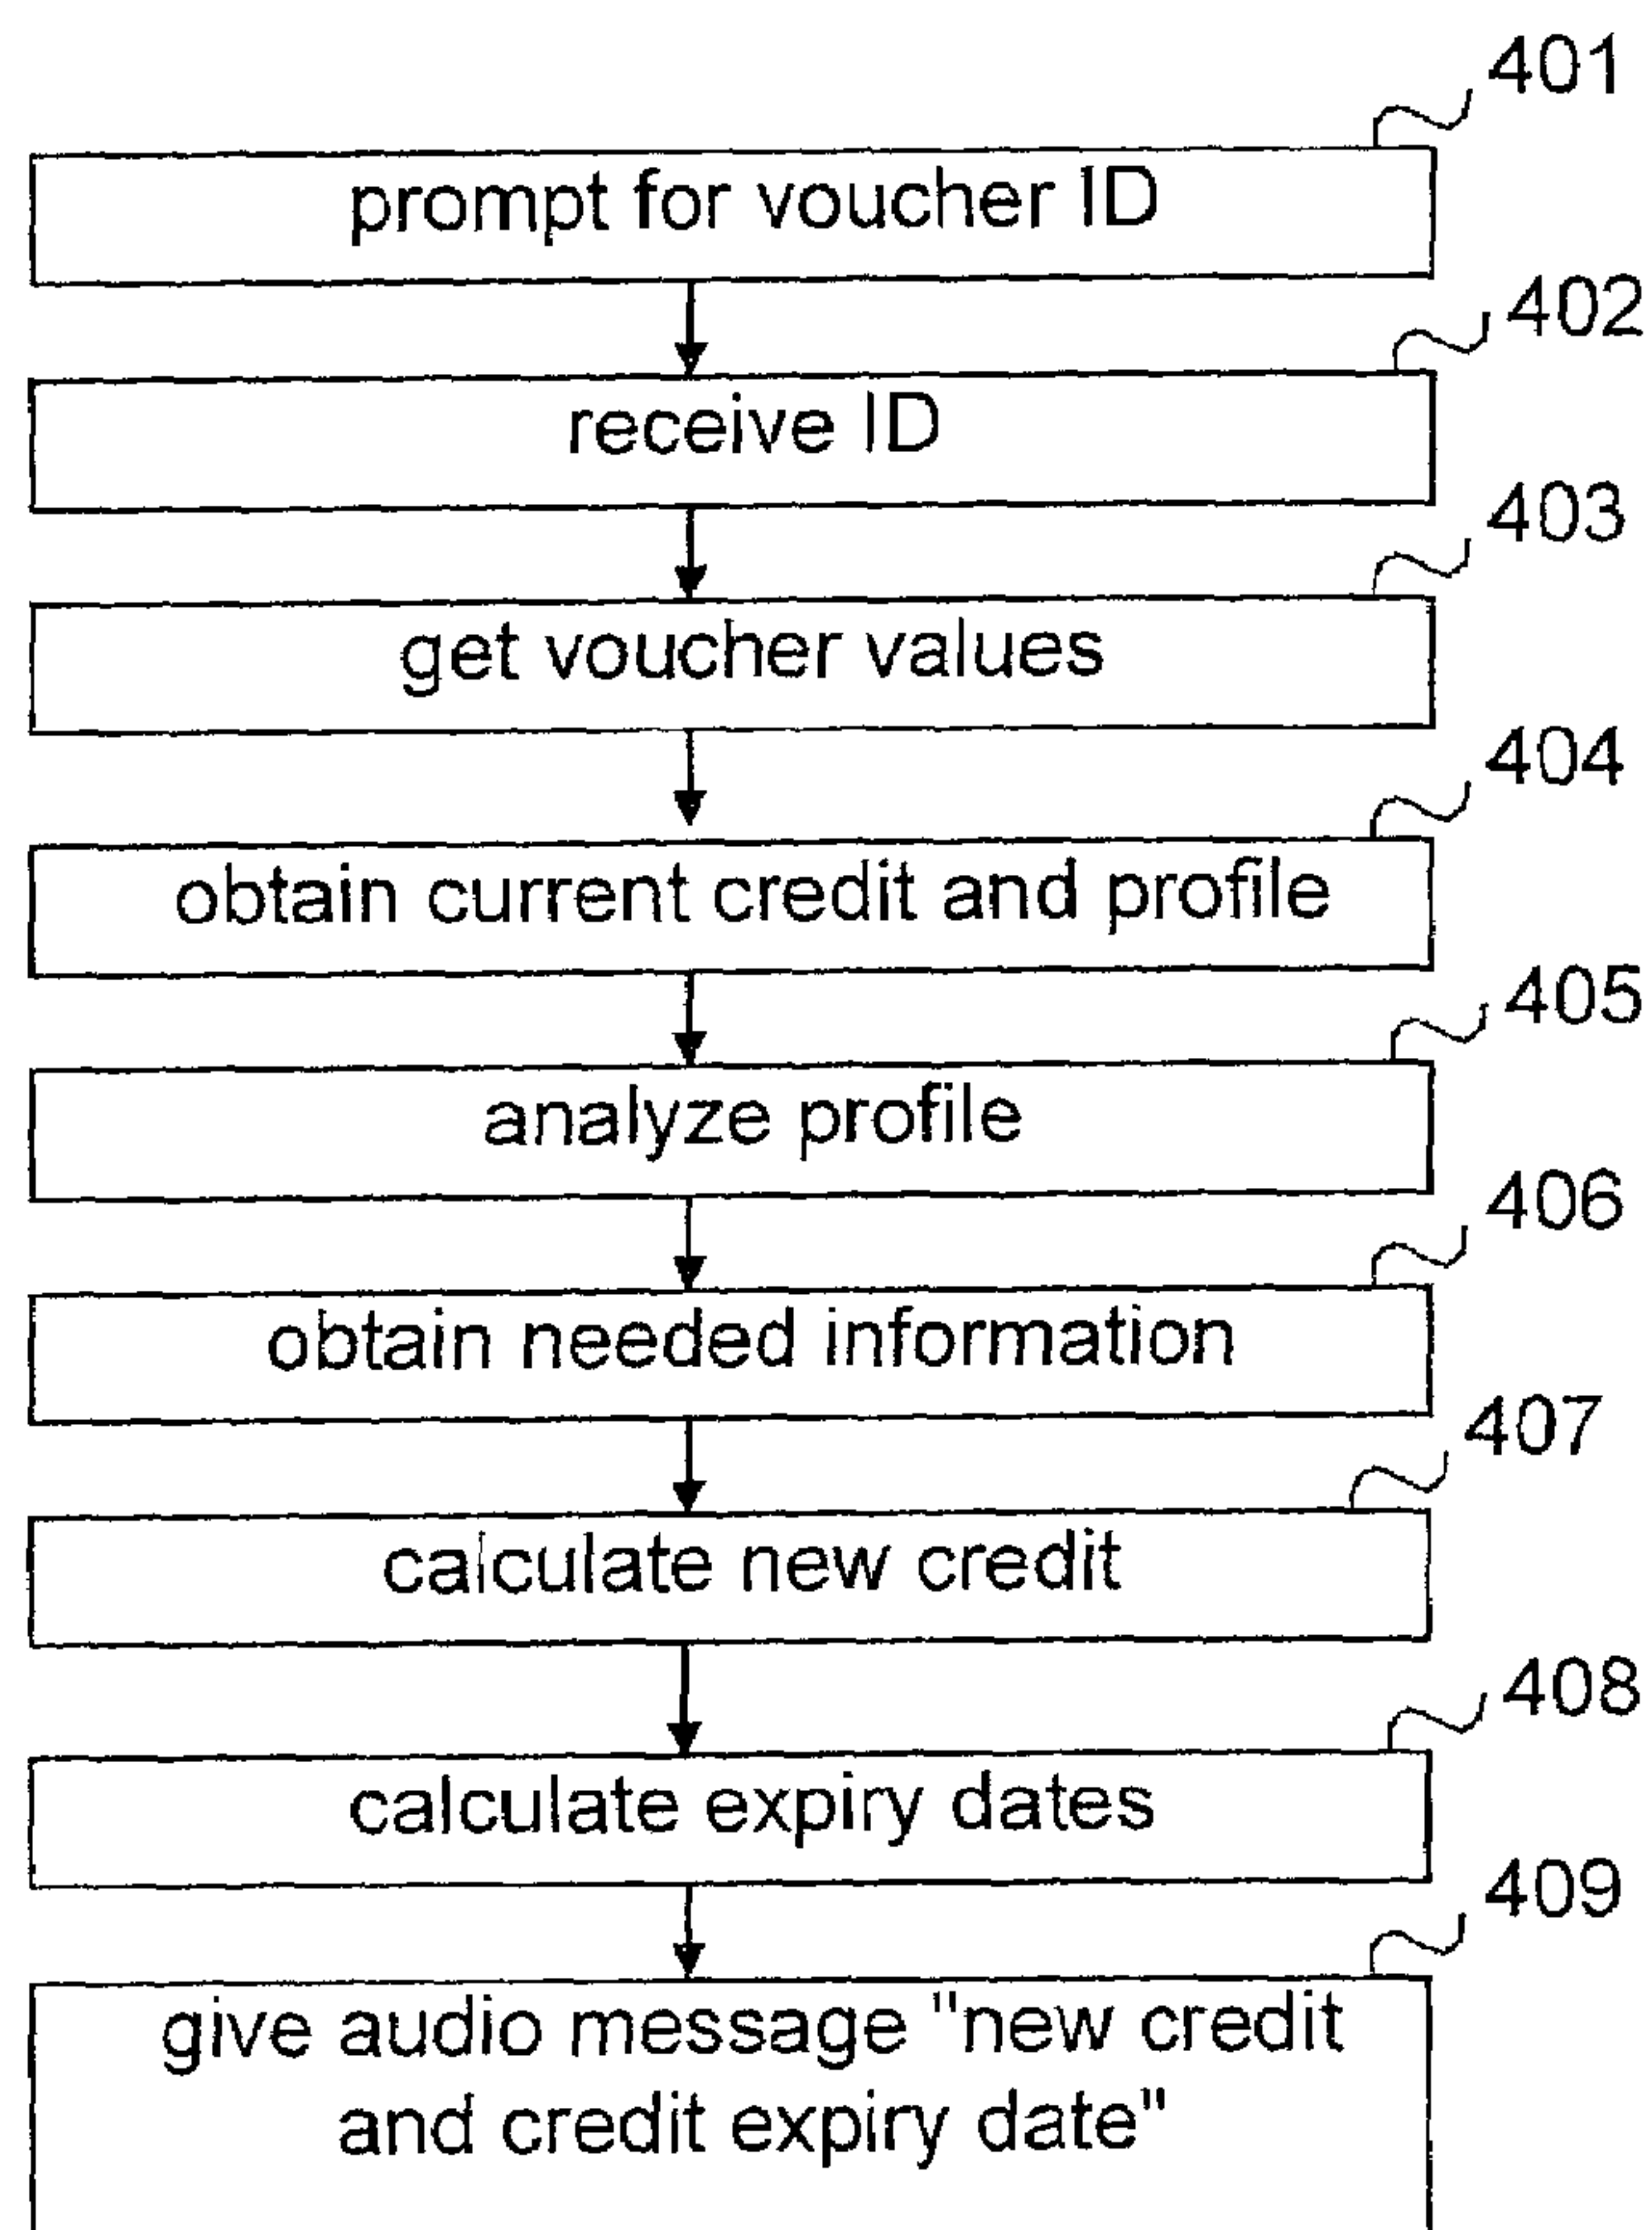 401
prompt for voucher ID
402
receive ID
403
get voucher values
404
obtain current credit and profile
405
analyze profile
406
obtain needed information
407
calculate new credit
408
calculate expiry dates
409
give audio message "new credit
and credit expiry date"